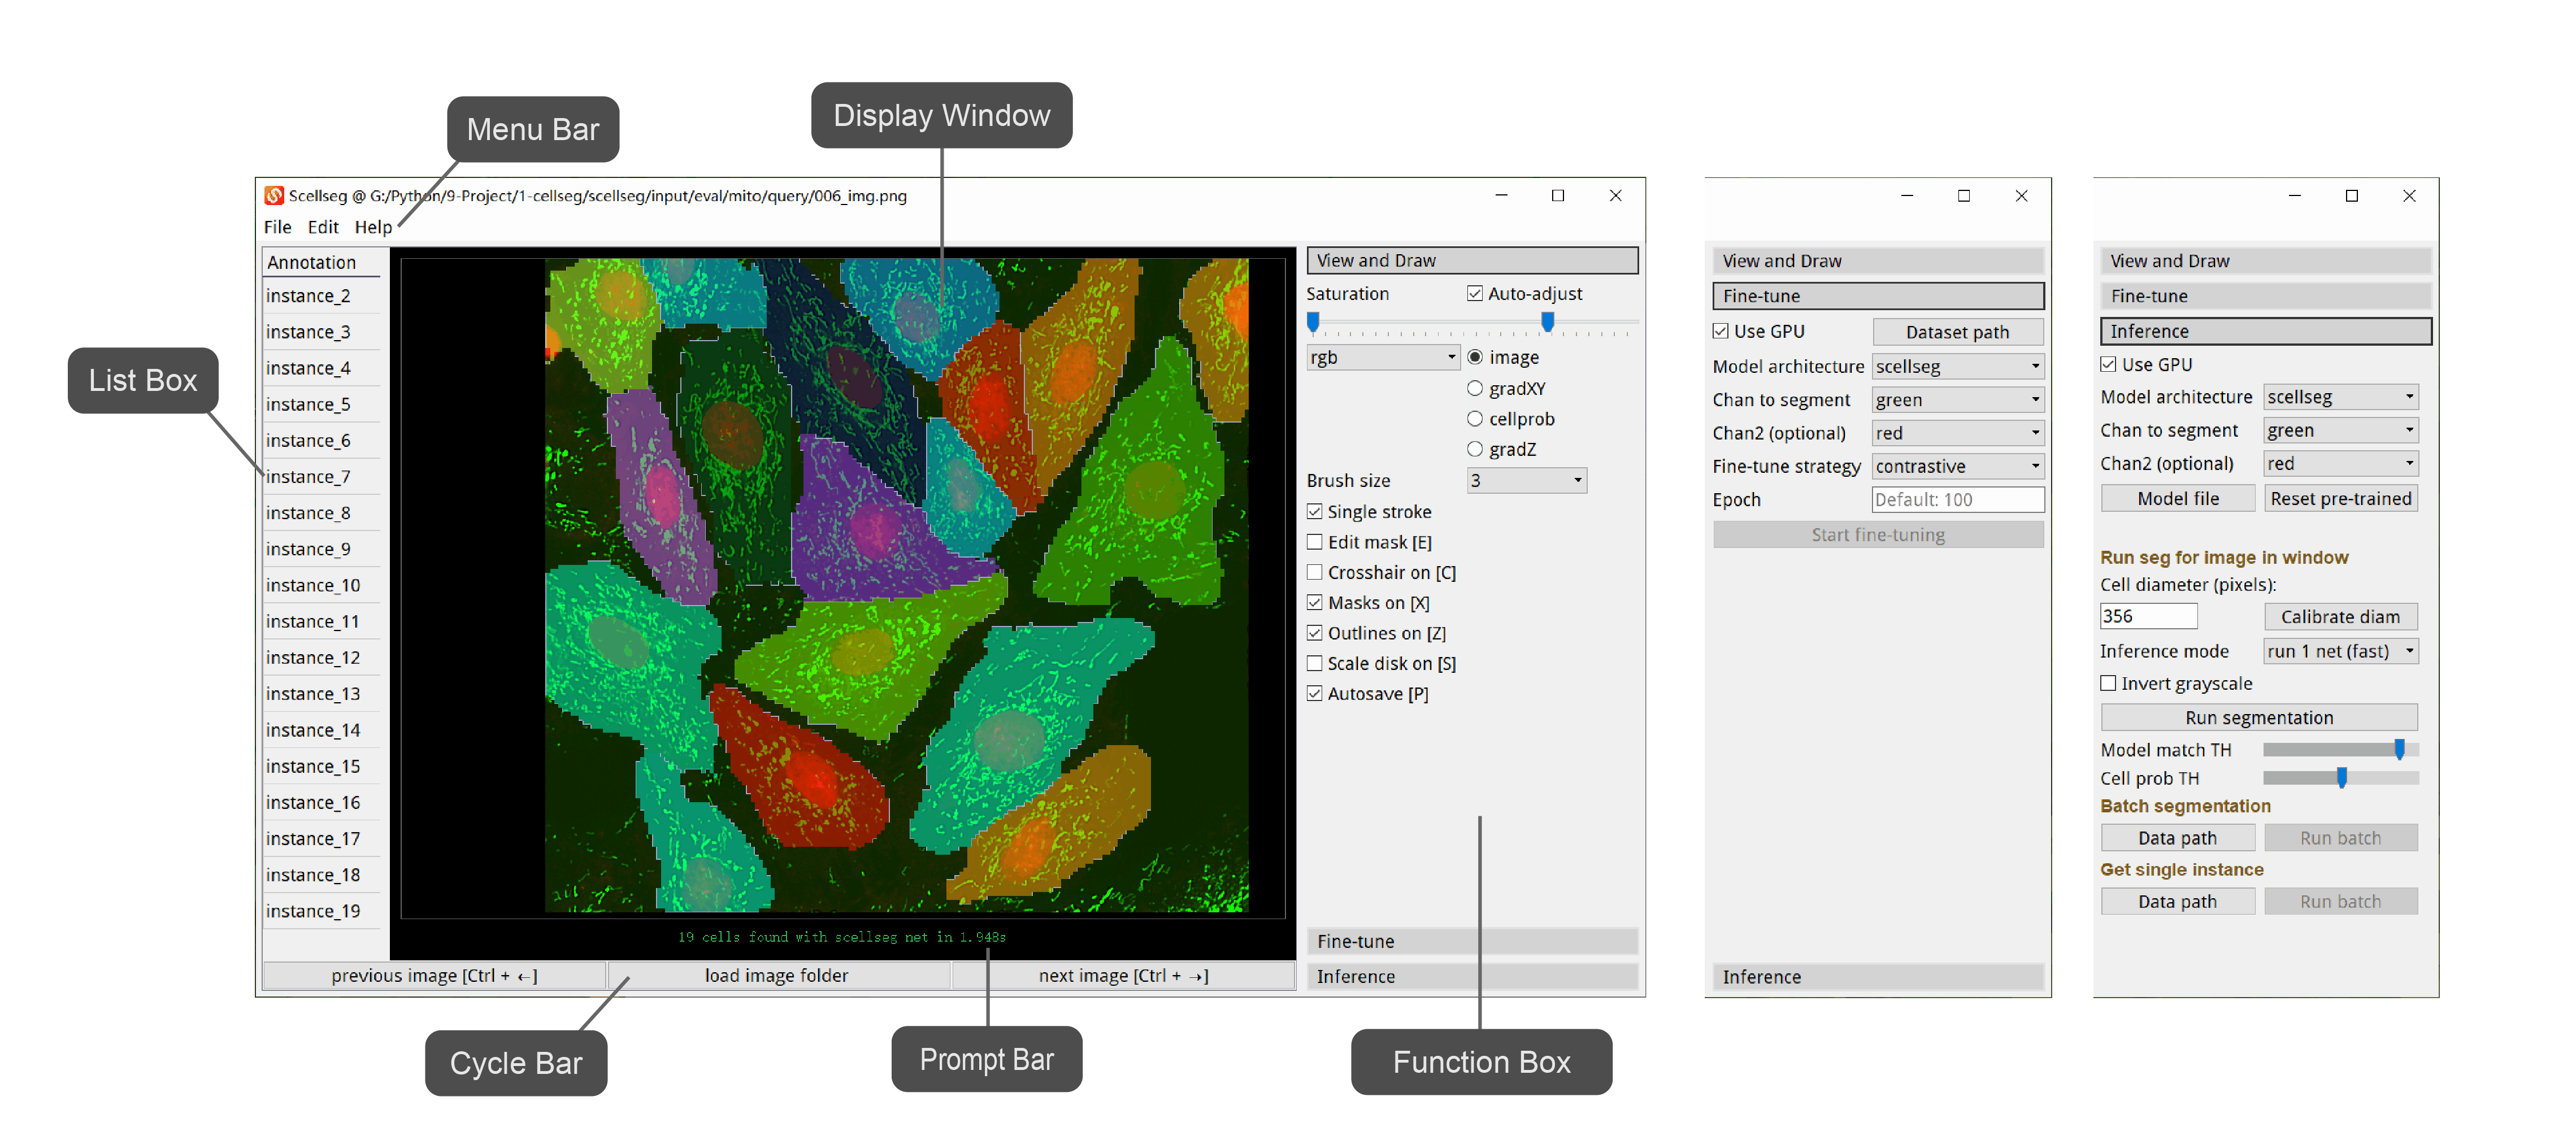 Menu Bar
Display Window
List Box
Scellseg @ G:/Python/9-Project/1-cellseg/scellseg/input/eval/mito/query/006_img.png
File Edit Help
Annotation
instance_2
instance_3
instance_4
instance_5
instance_6
instance_7
instance_8
instance_9
instance_10
instance_11
instance_12
instance_13
instance_14
instance_15
instance_16
instance_17
instance_18
instance_19
19 cells found with scellseg net in 1.948s
previous image [Ctrl + ←] load image folder next image [Ctrl + →]
View and Draw
Saturation Auto-adjust
rgb image
gradXY
cellprob
gradZ
Brush size 3
Single stroke
Edit mask [E]
Crosshair on [C]
Masks on [X]
Outlines on [Z]
Scale disk on [S]
Autosave [P]
Fine-tune
Inference
Cycle Bar
Prompt Bar
Function Box
View and Draw
Fine-tune
Use GPU Dataset path
Model architecture scellseg
Chan to segment green
Chan2 (optional) red
Fine-tune strategy contrastive
Epoch Default: 100
Start fine-tuning
Inference
View and Draw
Fine-tune
Inference
Use GPU
Model architecture scellseg
Chan to segment green
Chan2 (optional) red
Model file Reset pre-trained
Run seg for image in window
Cell diameter (pixels):
356 Calibrate diam
Inference mode run 1 net (fast)
Invert grayscale
Run segmentation
Model match TH
Cell prob TH
Batch segmentation
Data path Run batch
Get single instance
Data path Run batch